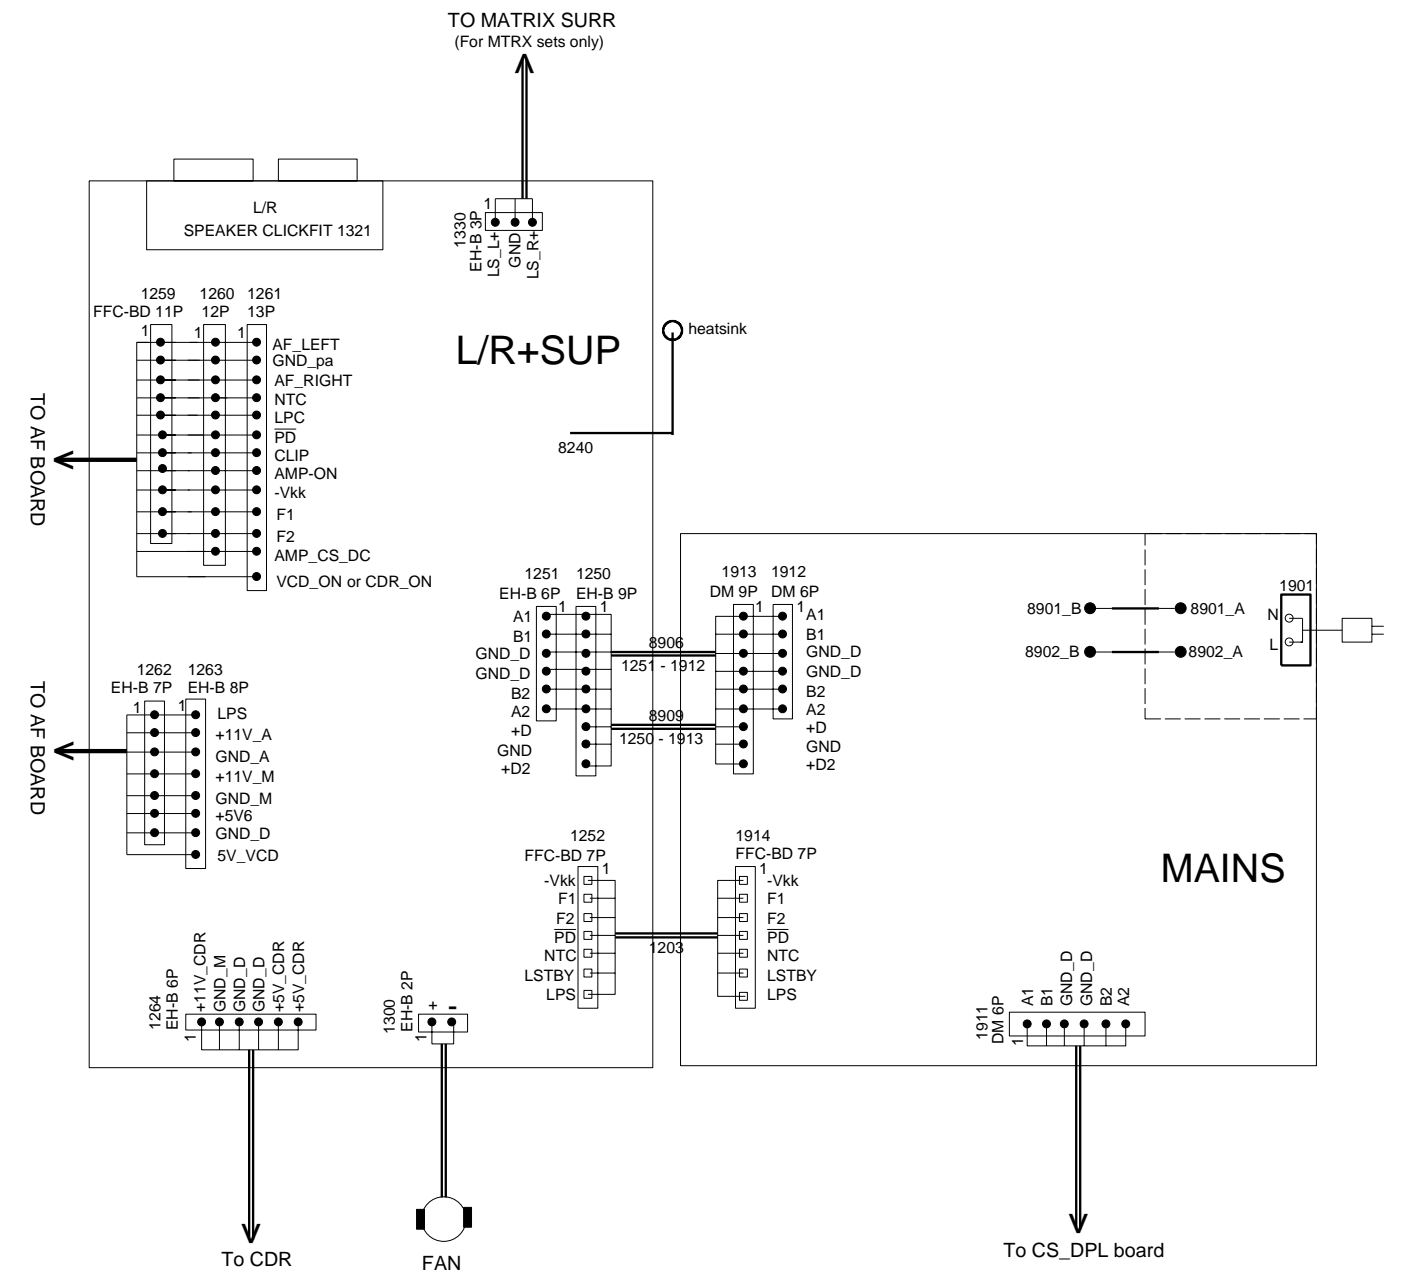 TO MATRIX SURR
(For MTRX sets only)
L/R
SPEAKER CLICKFIT 1321
1330
EH-B 3P
1
LS_L+
GND
LS_R+
1259 1260 1261
FFC-BD 11P 12P 13P
1 1 1
AF_LEFT
GND_pa
AF_RIGHT
NTC
LPC
PD
CLIP
AMP-ON
-Vkk
F1
F2
AMP_CS_DC
VCD_ON or CDR_ON
TO AF BOARD
L/R+SUP
heatsink
8240
1262 1263
EH-B 7P EH-B 8P
1 1
LPS
+11V_A
GND_A
+11V_M
GND_M
+5V6
GND_D
5V_VCD
TO AF BOARD
1251 1250
EH-B 6P EH-B 9P
1 1
A1
B1
GND_D
GND_D
B2
A2
+D
GND
+D2
8906
1251 - 1912
8909
1250 - 1913
1913 1912
DM 9P DM 6P
1 1
A1
B1
GND_D
GND_D
B2
A2
+D
GND
+D2
8901_B 8901_A
8902_B 8902_A
1901
N
L
1252
FFC-BD 7P
1
-Vkk
F1
F2
PD
NTC
LSTBY
LPS
1203
1914
FFC-BD 7P
1
-Vkk
F1
F2
PD
NTC
LSTBY
LPS
MAINS
1264
EH-B 6P
1
+11V_CDR
GND_M
GND_D
GND_D
+5V_CDR
+5V_CDR
To CDR
1300
EH-B 2P
1
+ -
FAN
1911
DM 6P
1
A1
B1
GND_D
GND_D
B2
A2
To CS_DPL board